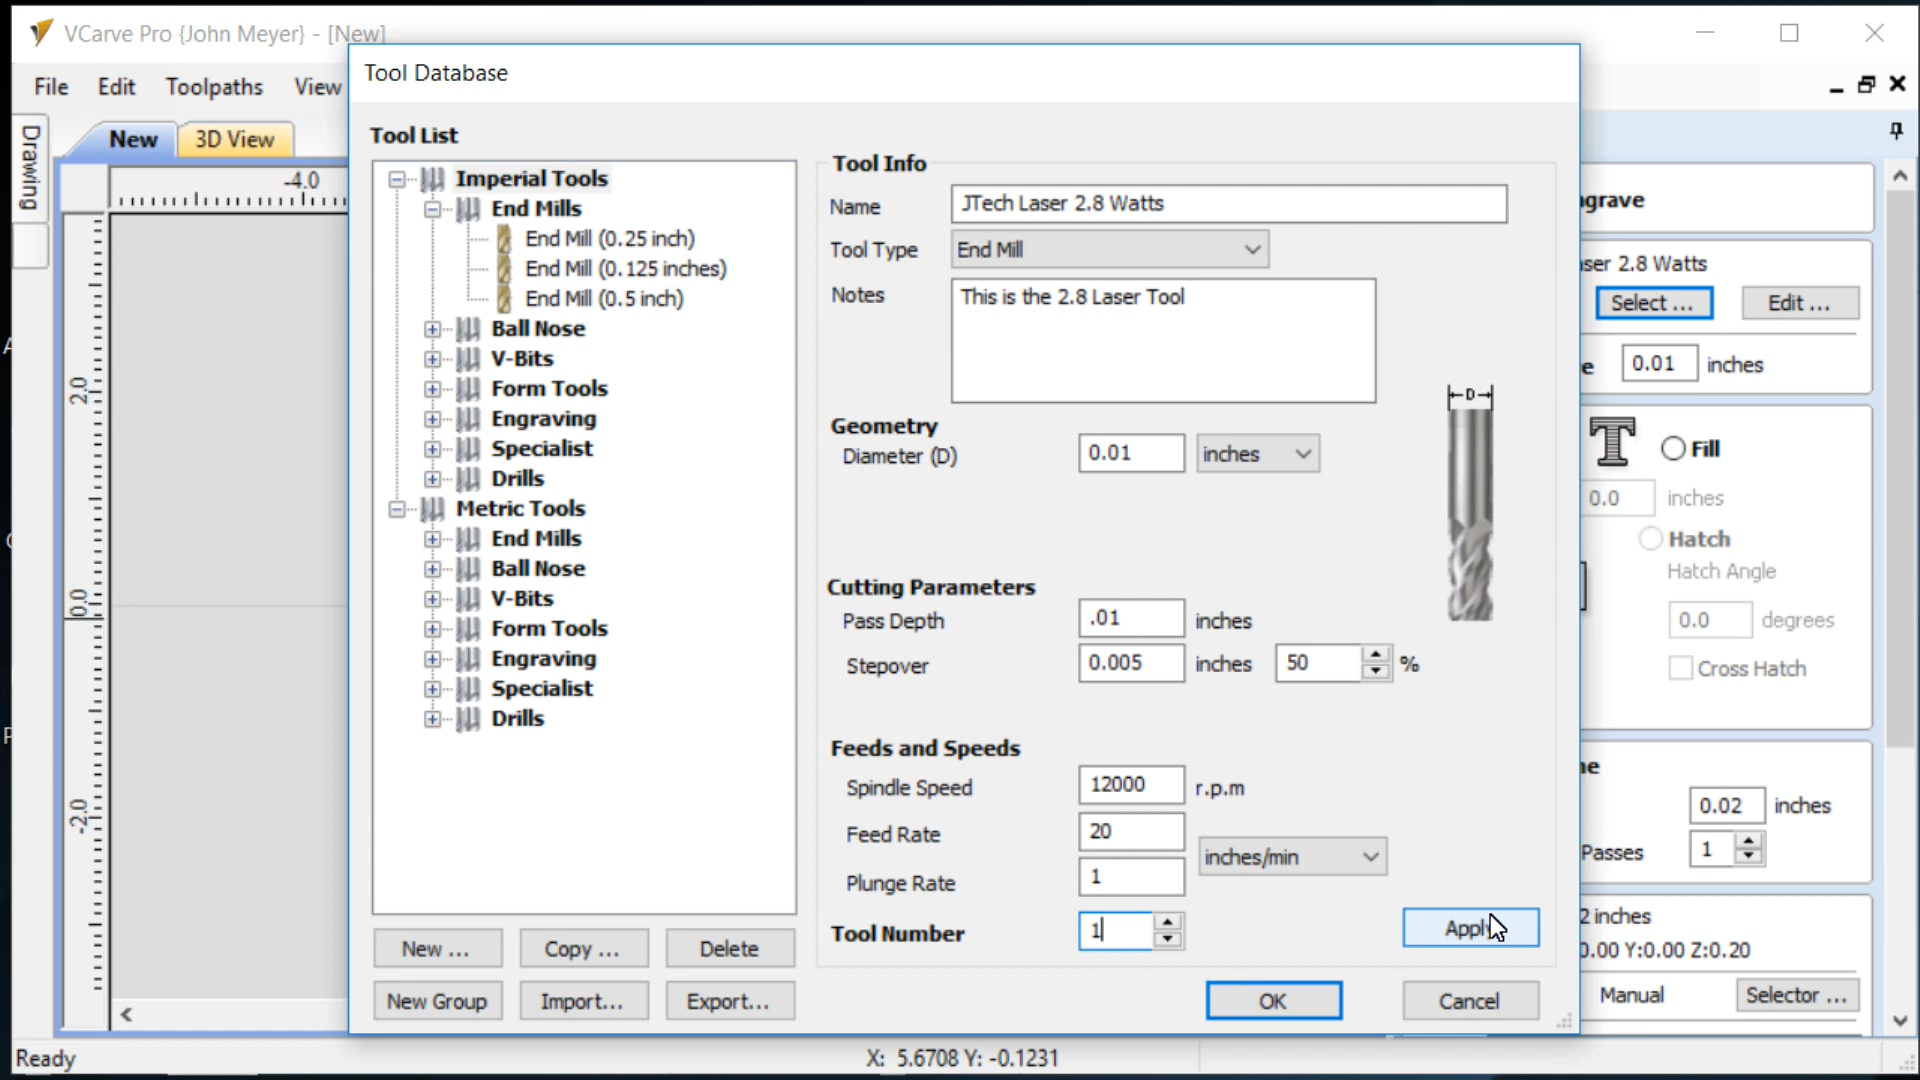 VCarve Pro {John Meyer} - [New]
File Edit Toolpaths View
Drawing
New 3D View
-4.0
2.0
0.0
-2.0
Tool Database
Tool List
Imperial Tools
End Mills
End Mill (0.25 inch)
End Mill (0.125 inches)
End Mill (0.5 inch)
Ball Nose
V-Bits
Form Tools
Engraving
Specialist
Drills
Metric Tools
End Mills
Ball Nose
V-Bits
Form Tools
Engraving
Specialist
Drills
New ... Copy ... Delete
New Group Import... Export...
Tool Info
Name JTech Laser 2.8 Watts
Tool Type End Mill
Notes This is the 2.8 Laser Tool
D
Geometry
Diameter (D) 0.01 inches
Cutting Parameters
Pass Depth .01 inches
Stepover 0.005 inches 50 %
Feeds and Speeds
Spindle Speed 12000 r.p.m
Feed Rate 20
inches/min
Plunge Rate 1
Tool Number 1
Apply
OK Cancel
grave
ser 2.8 Watts
Select ... Edit ...
e 0.01 inches
T Fill
0.0 inches
Hatch
Hatch Angle
0.0 degrees
Cross Hatch
ne
0.02 inches
Passes 1
2 inches
0.00 Y:0.00 Z:0.20
Manual Selector ...
Ready X: 5.6708 Y: -0.1231